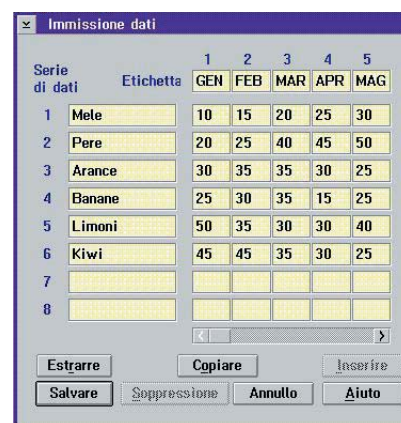 Immissione dati
1 2 3 4 5
Serie di dati Etichetta GEN FEB MAR APR MAG
1 Mele 10 15 20 25 30
2 Pere 20 25 40 45 50
3 Arance 30 35 35 30 25
4 Banane 25 30 35 15 25
5 Limoni 50 35 30 30 40
6 Kiwi 45 45 35 30 25
7
8
Estrarre Copiare Inserire
Salvare Soppressione Annullo Aiuto